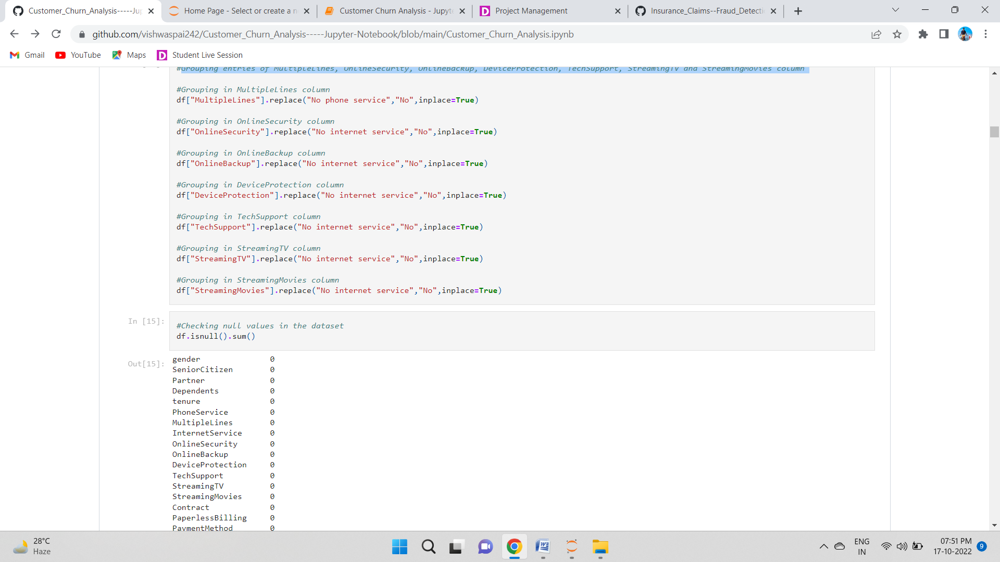 Customer_Churn_Analysis-----Jup
Home Page - Select or create a n
Customer Churn Analysis - Jupyte
Project Management
Insurance_Claims--Fraud_Detecti
github.com/vishwaspai242/Customer_Churn_Analysis-----Jupyter-Notebook/blob/main/Customer_Churn_Analysis.ipynb
Gmail
YouTube
Maps
Student Live Session
#Grouping entries of MultipleLines, OnlineSecurity, OnlineBackup, DeviceProtection, TechSupport, StreamingTV and StreamingMovies column
#Grouping in MultipleLines column
df["MultipleLines"].replace("No phone service","No",inplace=True)
#Grouping in OnlineSecurity column
df["OnlineSecurity"].replace("No internet service","No",inplace=True)
#Grouping in OnlineBackup column
df["OnlineBackup"].replace("No internet service","No",inplace=True)
#Grouping in DeviceProtection column
df["DeviceProtection"].replace("No internet service","No",inplace=True)
#Grouping in TechSupport column
df["TechSupport"].replace("No internet service","No",inplace=True)
#Grouping in StreamingTV column
df["StreamingTV"].replace("No internet service","No",inplace=True)
#Grouping in StreamingMovies column
df["StreamingMovies"].replace("No internet service","No",inplace=True)
In [15]:
#Checking null values in the dataset
df.isnull().sum()
Out[15]:
gender 0
SeniorCitizen 0
Partner 0
Dependents 0
tenure 0
PhoneService 0
MultipleLines 0
InternetService 0
OnlineSecurity 0
OnlineBackup 0
DeviceProtection 0
TechSupport 0
StreamingTV 0
StreamingMovies 0
Contract 0
PaperlessBilling 0
PaymentMethod 0
28°C
Haze
ENG
IN
07:51 PM
17-10-2022
9